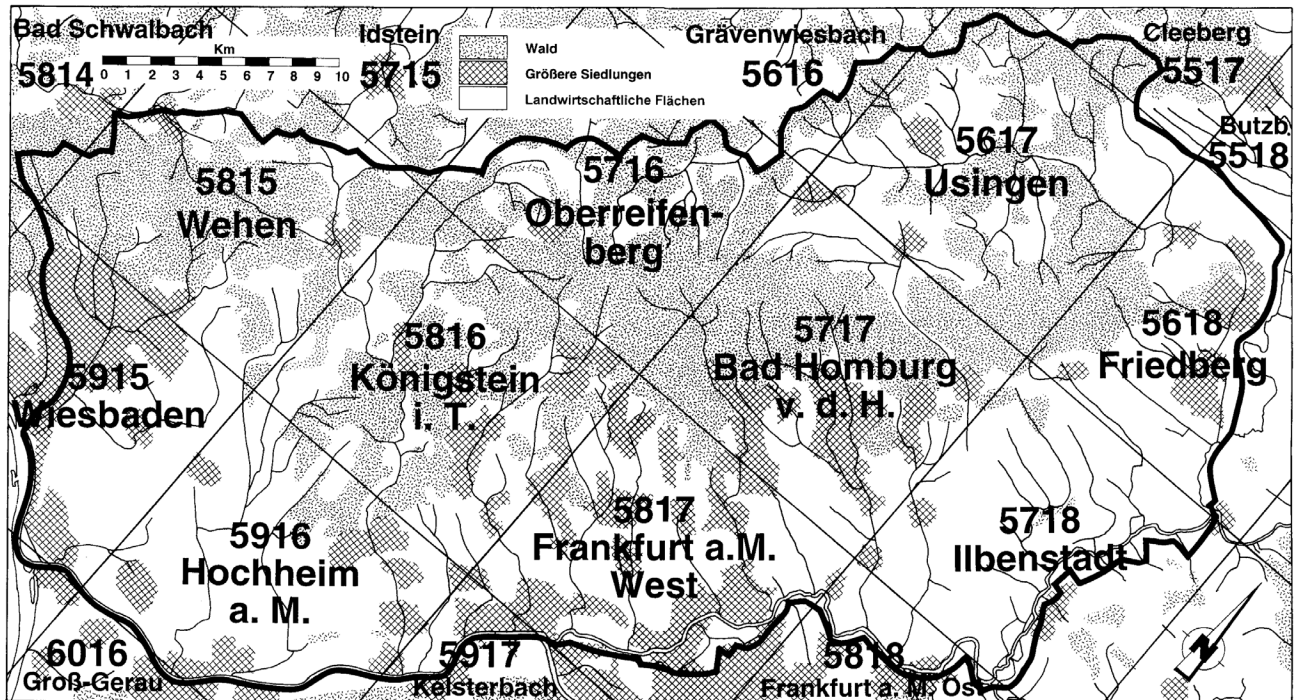 Bad Schwalbach
5814
Km
0 1 2 3 4 5 6 7 8 9 10
Idstein
5715
Wald
Größere Siedlungen
Landwirtschaftliche Flächen
Grävenwiesbach
5616
Cleeberg
5517
Butzb.
5518
5815
Wehen
5716
Oberreifen-
berg
5617
Usingen
5915
Wiesbaden
5816
Königstein
i. T.
5717
Bad Homburg
v. d. H.
5618
Friedberg
5916
Hochheim
a. M.
5817
Frankfurt a.M.
West
5718
Ilbenstadt
6016
Groß-Gerau
5917
Kelsterbach
5818
Frankfurt a. M. Ost
N